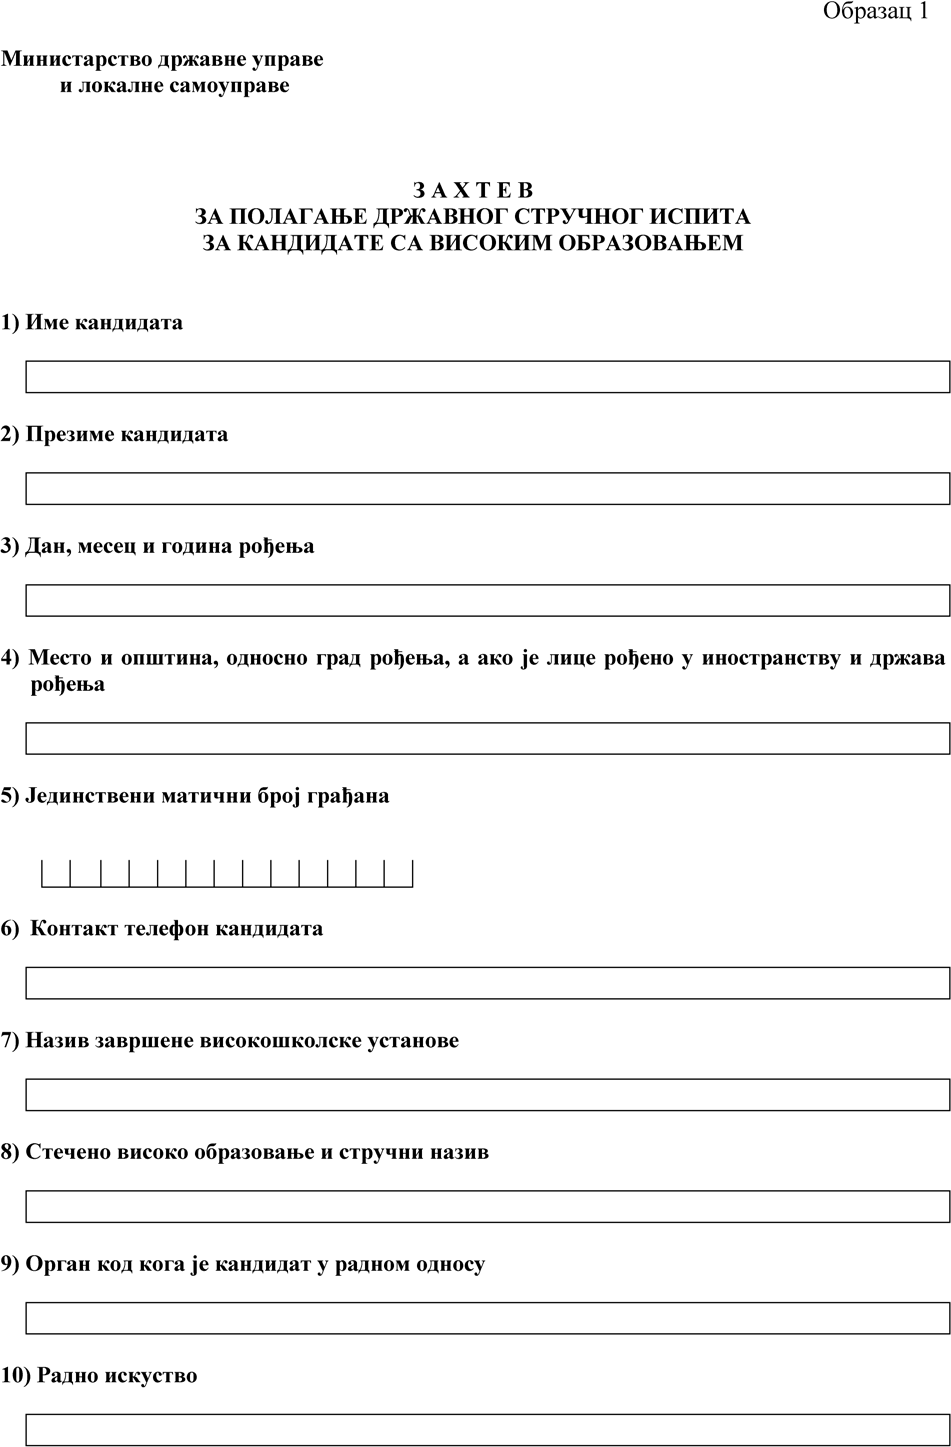 Образац 1
Министарство државне управе
и локалне самоуправе
З А Х Т Е В
ЗА ПОЛАГАЊЕ ДРЖАВНОГ СТРУЧНОГ ИСПИТА
ЗА КАНДИДАТЕ СА ВИСОКИМ ОБРАЗОВАЊЕМ
1) Име кандидата
2) Презиме кандидата
3) Дан, месец и година рођења
4) Место и општина, односно град рођења, а ако је лице рођено у иностранству и држава
рођења
5) Јединствени матични број грађана
6) Контакт телефон кандидата
7) Назив завршене високошколске установе
8) Стечено високо образовање и стручни назив
9) Орган код кога је кандидат у радном односу
10) Радно искуство